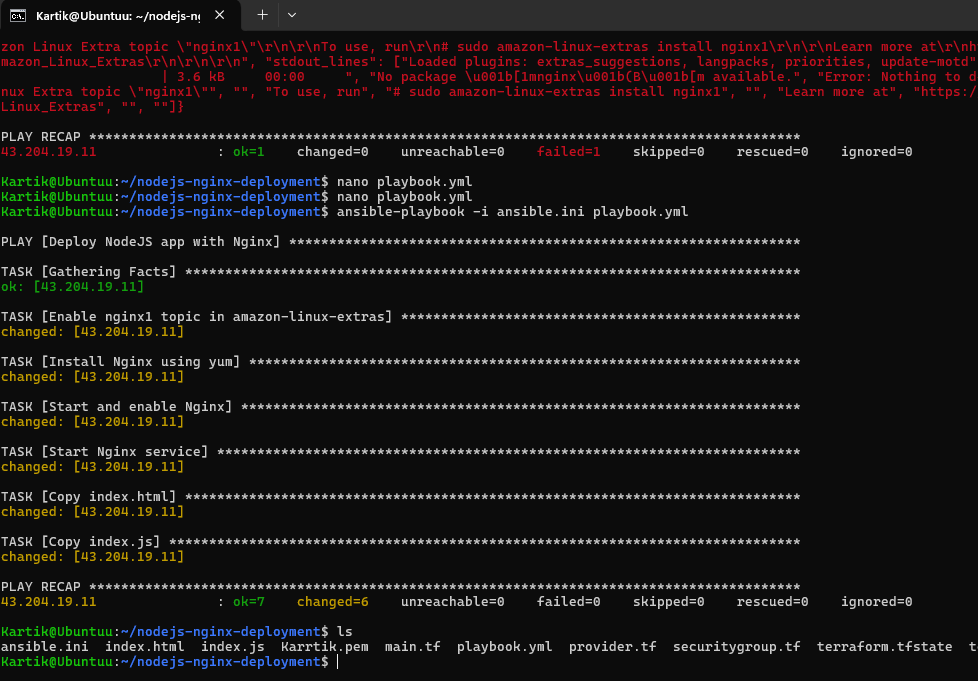 Kartik@Ubuntuu: ~/nodejs-ng
zon Linux Extra topic \"nginx1\"\r\n\r\nTo use, run\r\n# sudo amazon-linux-extras install nginx1\r\n\r\nLearn more at\r\nh
mazon_Linux_Extras\r\n\r\n\r\n", "stdout_lines": ["Loaded plugins: extras_suggestions, langpacks, priorities, update-motd"
| 3.6 kB     00:00     ", "No package \u001b[1mnginx\u001b(B\u001b[m available.", "Error: Nothing to d
nux Extra topic \"nginx1\"", "", "To use, run", "# sudo amazon-linux-extras install nginx1", "", "Learn more at", "https:/
Linux_Extras", "", ""]}
PLAY RECAP *****************************************************************************************
43.204.19.11               : ok=1    changed=0    unreachable=0    failed=1    skipped=0    rescued=0    ignored=0
Kartik@Ubuntuu:~/nodejs-nginx-deployment$ nano playbook.yml
Kartik@Ubuntuu:~/nodejs-nginx-deployment$ nano playbook.yml
Kartik@Ubuntuu:~/nodejs-nginx-deployment$ ansible-playbook -i ansible.ini playbook.yml
PLAY [Deploy NodeJS app with Nginx] ****************************************************************
TASK [Gathering Facts] *****************************************************************************
ok: [43.204.19.11]
TASK [Enable nginx1 topic in amazon-linux-extras] **************************************************
changed: [43.204.19.11]
TASK [Install Nginx using yum] *********************************************************************
changed: [43.204.19.11]
TASK [Start and enable Nginx] **********************************************************************
changed: [43.204.19.11]
TASK [Start Nginx service] *************************************************************************
changed: [43.204.19.11]
TASK [Copy index.html] *****************************************************************************
changed: [43.204.19.11]
TASK [Copy index.js] *******************************************************************************
changed: [43.204.19.11]
PLAY RECAP *****************************************************************************************
43.204.19.11               : ok=7    changed=6    unreachable=0    failed=0    skipped=0    rescued=0    ignored=0
Kartik@Ubuntuu:~/nodejs-nginx-deployment$ ls
ansible.ini  index.html  index.js  Karrtik.pem  main.tf  playbook.yml  provider.tf  securitygroup.tf  terraform.tfstate  t
Kartik@Ubuntuu:~/nodejs-nginx-deployment$